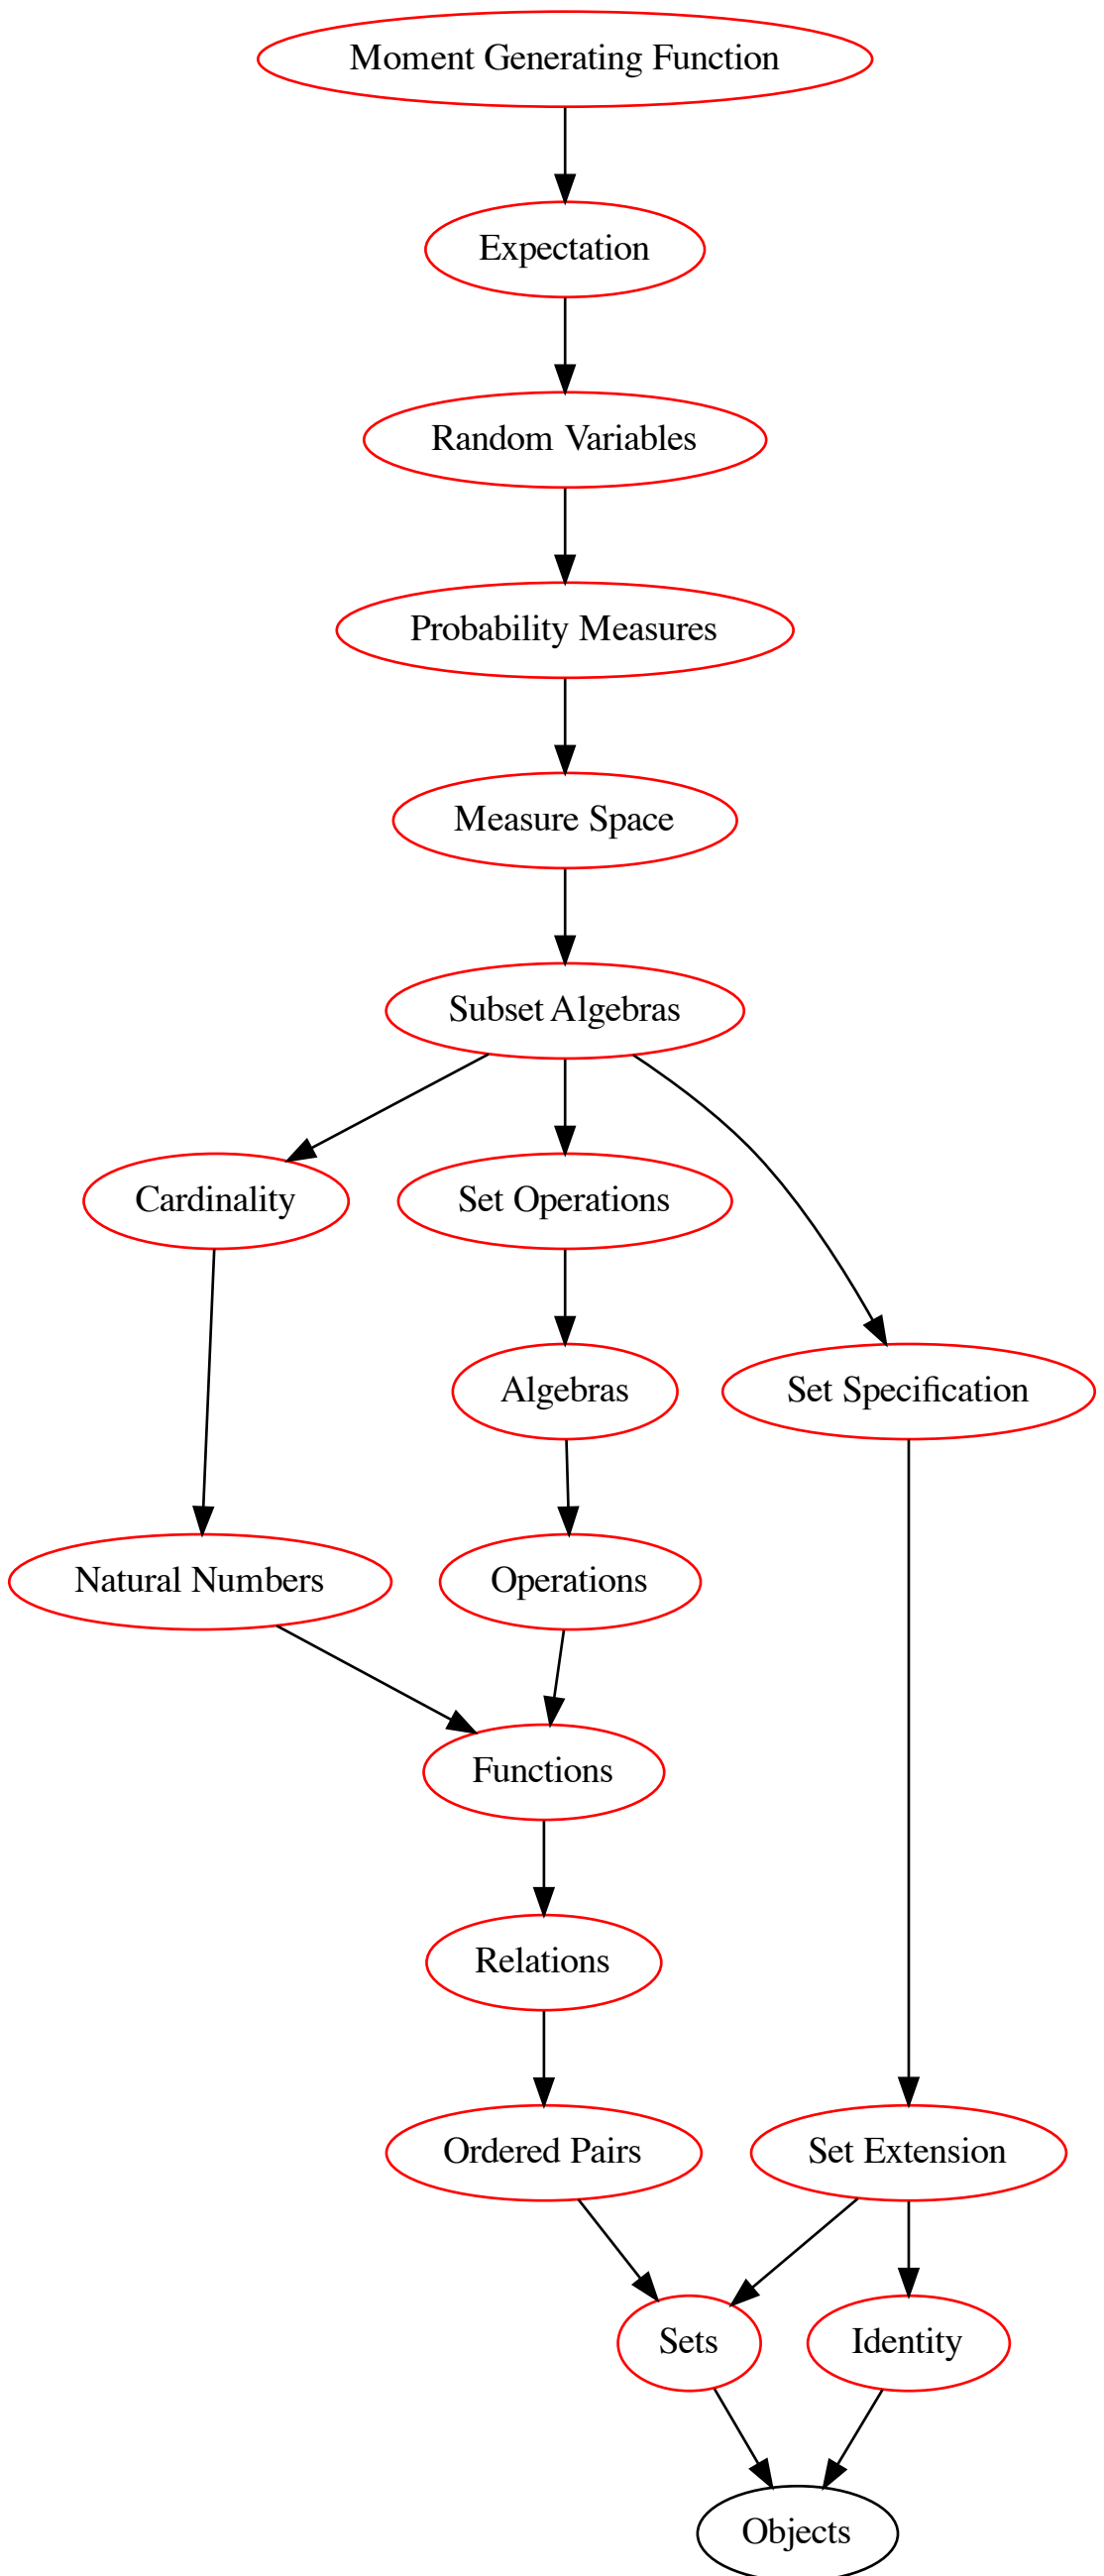 Moment Generating Function
Expectation
Random Variables
Probability Measures
Measure Space
Subset Algebras
Cardinality
Set Operations
Algebras
Set Specification
Natural Numbers
Operations
Functions
Relations
Ordered Pairs
Set Extension
Sets
Identity
Objects